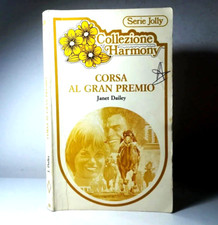 Serie Jolly
Collezione
Harmony
CORSA
AL GRAN PREMIO
Janet Dailey